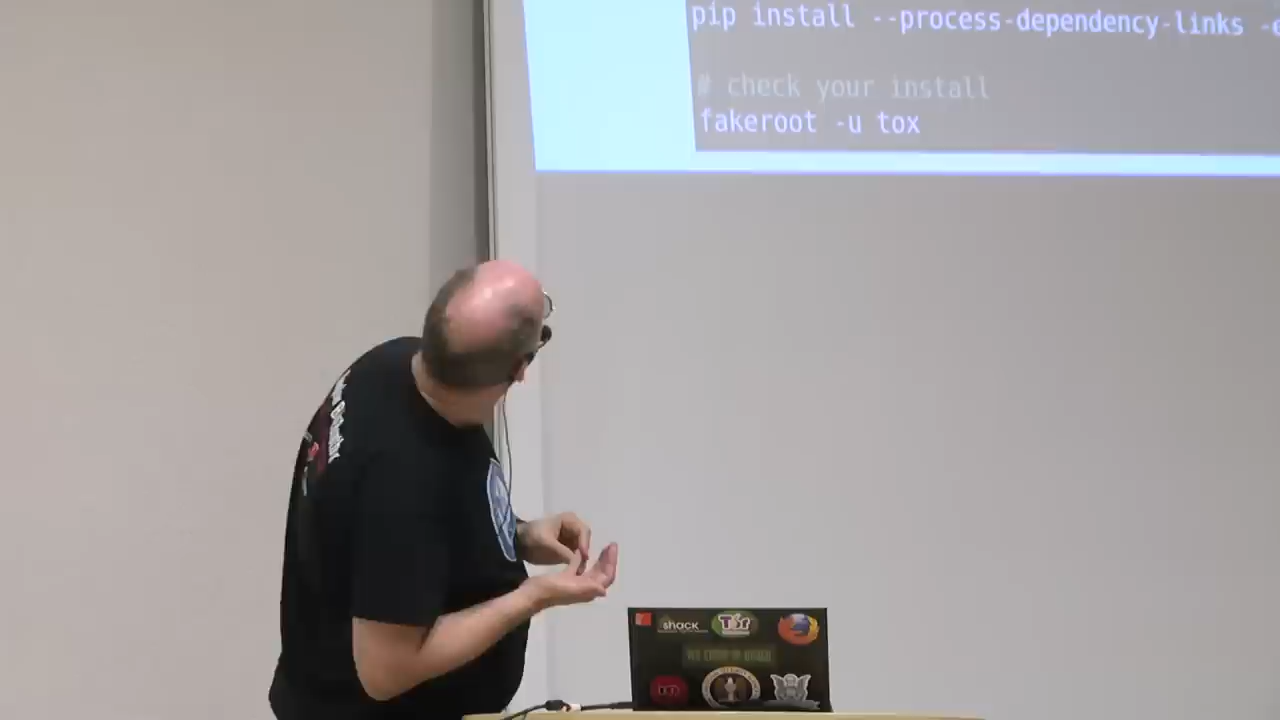 pip install --process-dependency-links -e
# check your install
fakeroot -u tox
shack
Tor